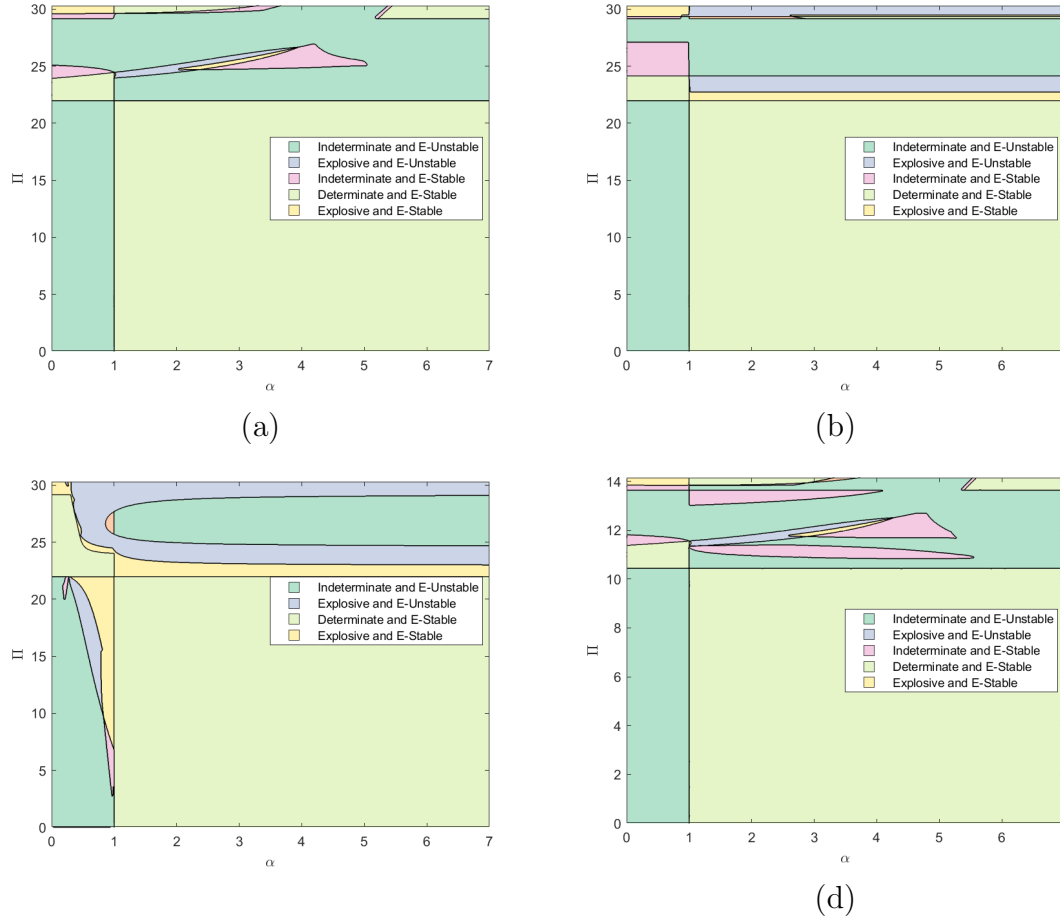 30
25
20
15
10
5
0
Π
Indeterminate and E-Unstable
Explosive and E-Unstable
Indeterminate and E-Stable
Determinate and E-Stable
Explosive and E-Stable
0 1 2 3 4 5 6 7
α
(a)
30
25
20
15
10
5
0
Π
Indeterminate and E-Unstable
Explosive and E-Unstable
Indeterminate and E-Stable
Determinate and E-Stable
Explosive and E-Stable
0 1 2 3 4 5 6
α
(b)
30
25
20
15
10
5
0
Π
Indeterminate and E-Unstable
Explosive and E-Unstable
Determinate and E-Stable
Explosive and E-Stable
0 1 2 3 4 5 6 7
α
14
12
10
8
6
4
2
0
Π
Indeterminate and E-Unstable
Explosive and E-Unstable
Indeterminate and E-Stable
Determinate and E-Stable
Explosive and E-Stable
0 1 2 3 4 5 6
α
(d)